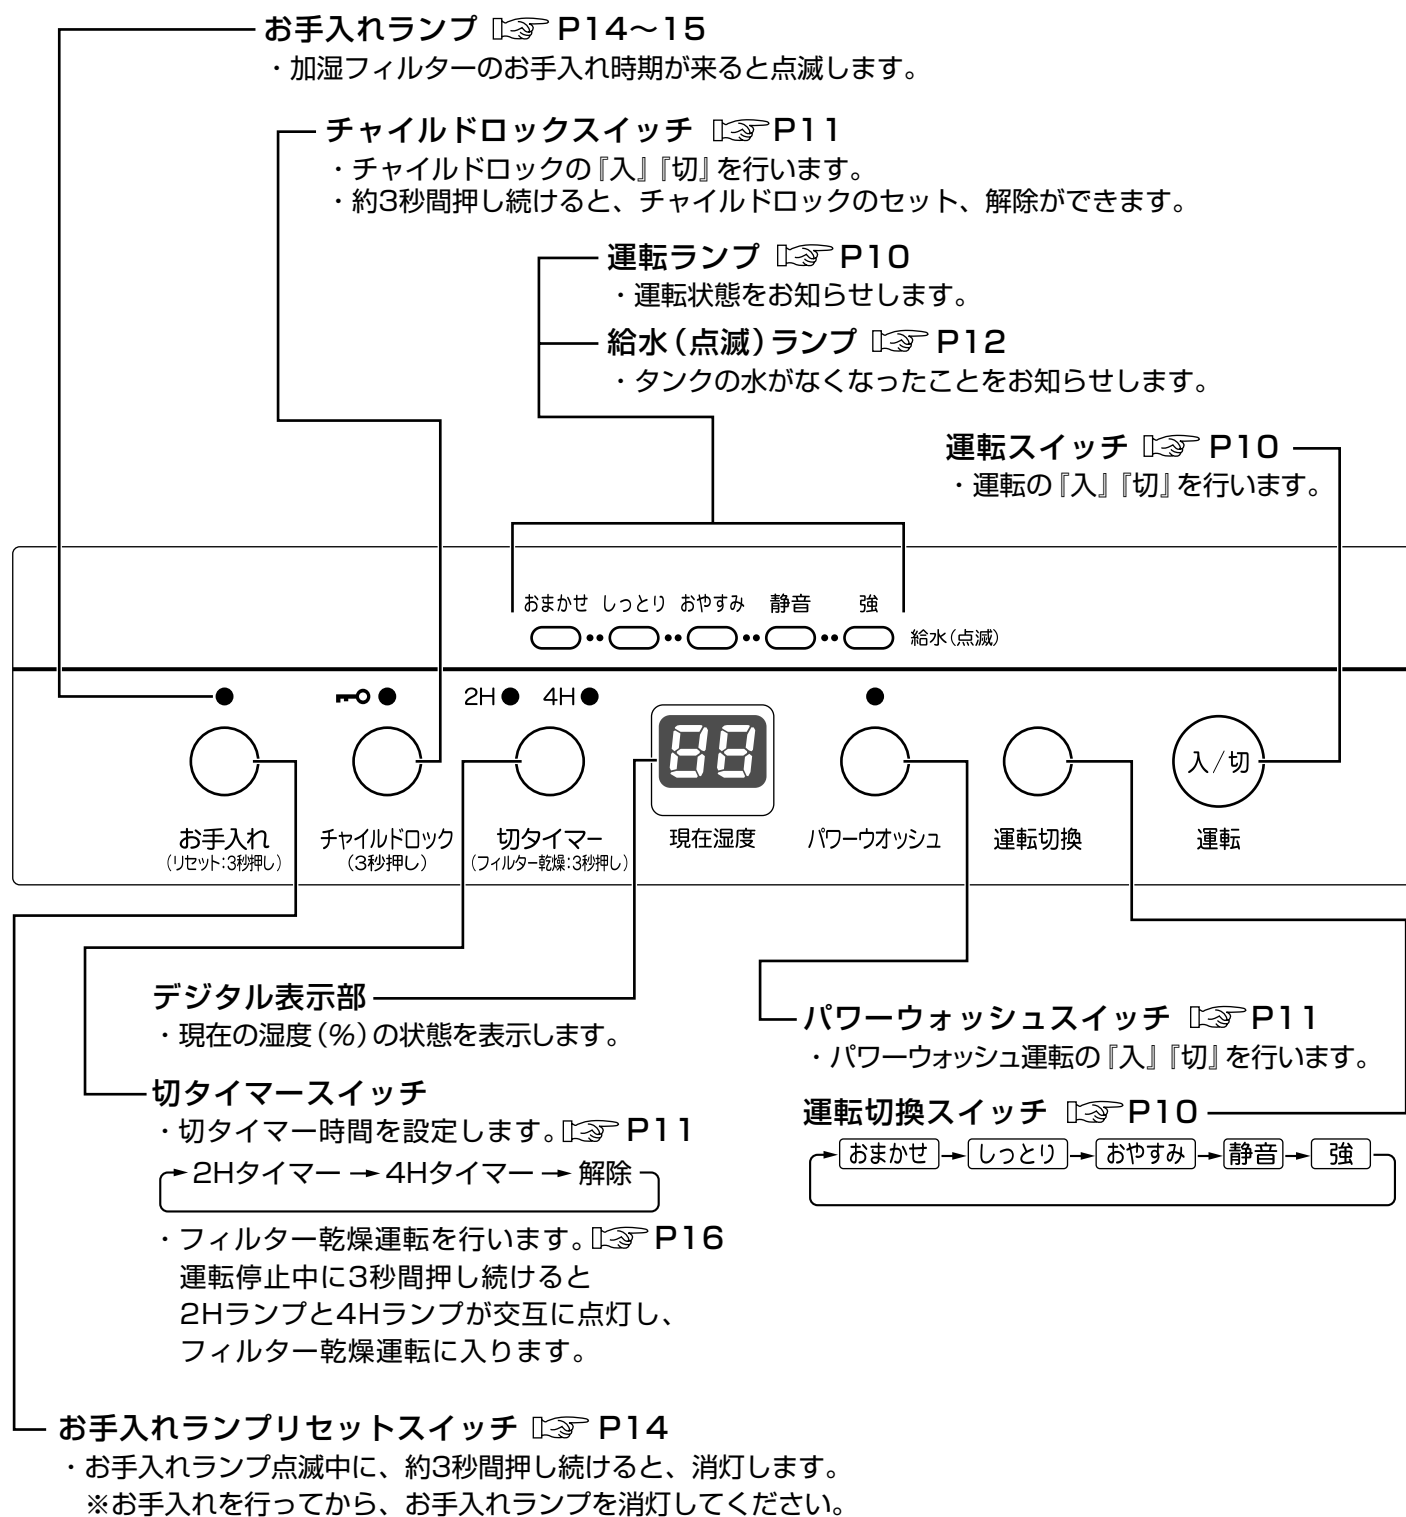 お手入れランプ ☞ P14～15
・加湿フィルターのお手入れ時期が来ると点滅します。
チャイルドロックスイッチ ☞ P11
・チャイルドロックの『入』『切』を行います。
・約3秒間押し続けると、チャイルドロックのセット、解除ができます。
運転ランプ ☞ P10
・運転状態をお知らせします。
給水(点滅)ランプ ☞ P12
・タンクの水がなくなったことをお知らせします。
運転スイッチ ☞ P10
・運転の『入』『切』を行います。
おまかせ しっとり おやすみ 静音 強
給水(点滅)
2H 4H
88
入/切
お手入れ チャイルドロック 切タイマー 現在湿度 パワーウオッシュ 運転切換 運転
(リセット:3秒押し) (3秒押し) (フィルター乾燥:3秒押し)
デジタル表示部
・現在の湿度(%)の状態を表示します。
切タイマースイッチ
・切タイマー時間を設定します。☞ P11
2Hタイマー → 4Hタイマー → 解除
・フィルター乾燥運転を行います。☞ P16
運転停止中に3秒間押し続けると
2Hランプと4Hランプが交互に点灯し、
フィルター乾燥運転に入ります。
パワーウォッシュスイッチ ☞ P11
・パワーウォッシュ運転の『入』『切』を行います。
運転切換スイッチ ☞ P10
おまかせ → しっとり → おやすみ → 静音 → 強
お手入れランプリセットスイッチ ☞ P14
・お手入れランプ点滅中に、約3秒間押し続けると、消灯します。
※お手入れを行ってから、お手入れランプを消灯してください。